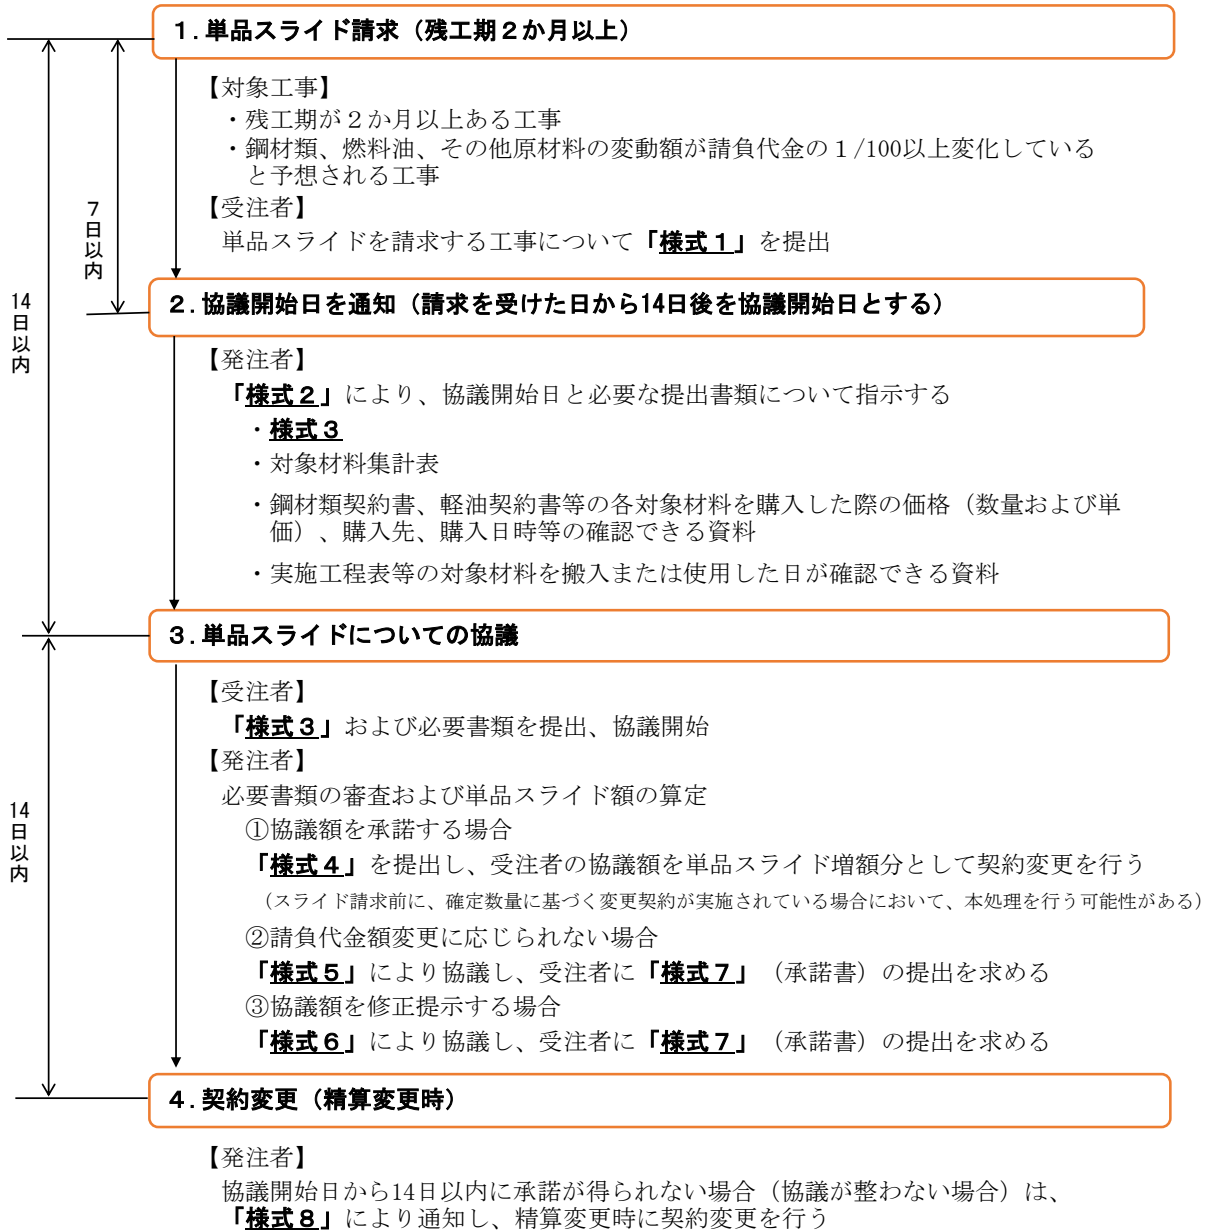 １.単品スライド請求（残工期２か月以上）
【対象工事】
・残工期が２か月以上ある工事
・鋼材類、燃料油、その他原材料の変動額が請負代金の１/100以上変化している
と予想される工事
【受注者】
単品スライドを請求する工事について「様式１」を提出
7日以内
14日以内
２.協議開始日を通知（請求を受けた日から14日後を協議開始日とする）
【発注者】
「様式２」により、協議開始日と必要な提出書類について指示する
・様式３
・対象材料集計表
・鋼材類契約書、軽油契約書等の各対象材料を購入した際の価格（数量および単
価）、購入先、購入日時等の確認できる資料
・実施工程表等の対象材料を搬入または使用した日が確認できる資料
３.単品スライドについての協議
【受注者】
「様式３」および必要書類を提出、協議開始
【発注者】
必要書類の審査および単品スライド額の算定
①協議額を承諾する場合
「様式４」を提出し、受注者の協議額を単品スライド増額分として契約変更を行う
（スライド請求前に、確定数量に基づく変更契約が実施されている場合において、本処理を行う可能性がある）
②請負代金額変更に応じられない場合
「様式５」により協議し、受注者に「様式７」（承諾書）の提出を求める
③協議額を修正提示する場合
「様式６」により協議し、受注者に「様式７」（承諾書）の提出を求める
14日以内
４.契約変更（精算変更時）
【発注者】
協議開始日から14日以内に承諾が得られない場合（協議が整わない場合）は、
「様式８」により通知し、精算変更時に契約変更を行う